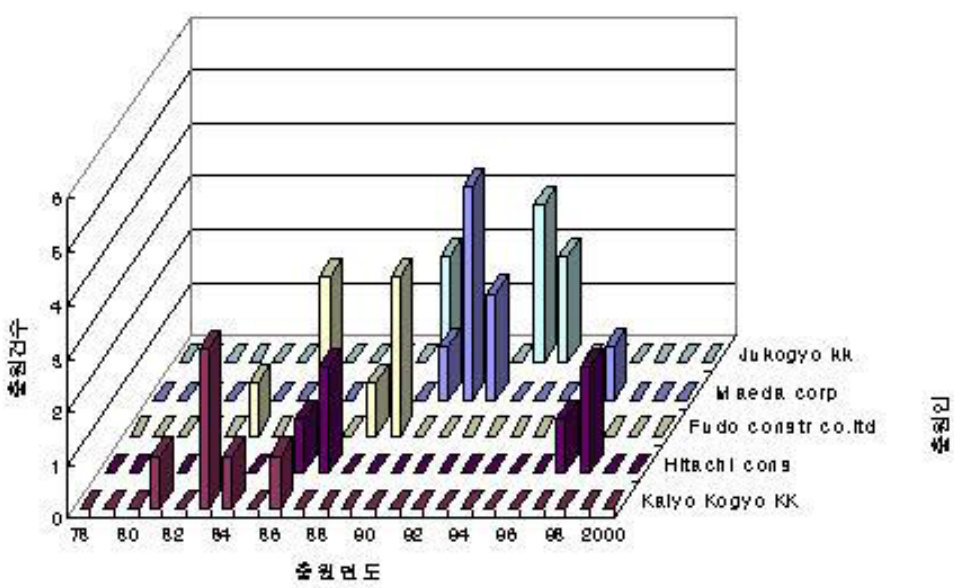 6
5
4
3
2
1
0
출원건수
78 80 82 84 86 88 90 92 94 96 98 2000
출원연도
Jukogyo kk
Maeda corp
Fudo constr co.ltd
Hitachi cons
Kaiyo Kogyo KK
출원인